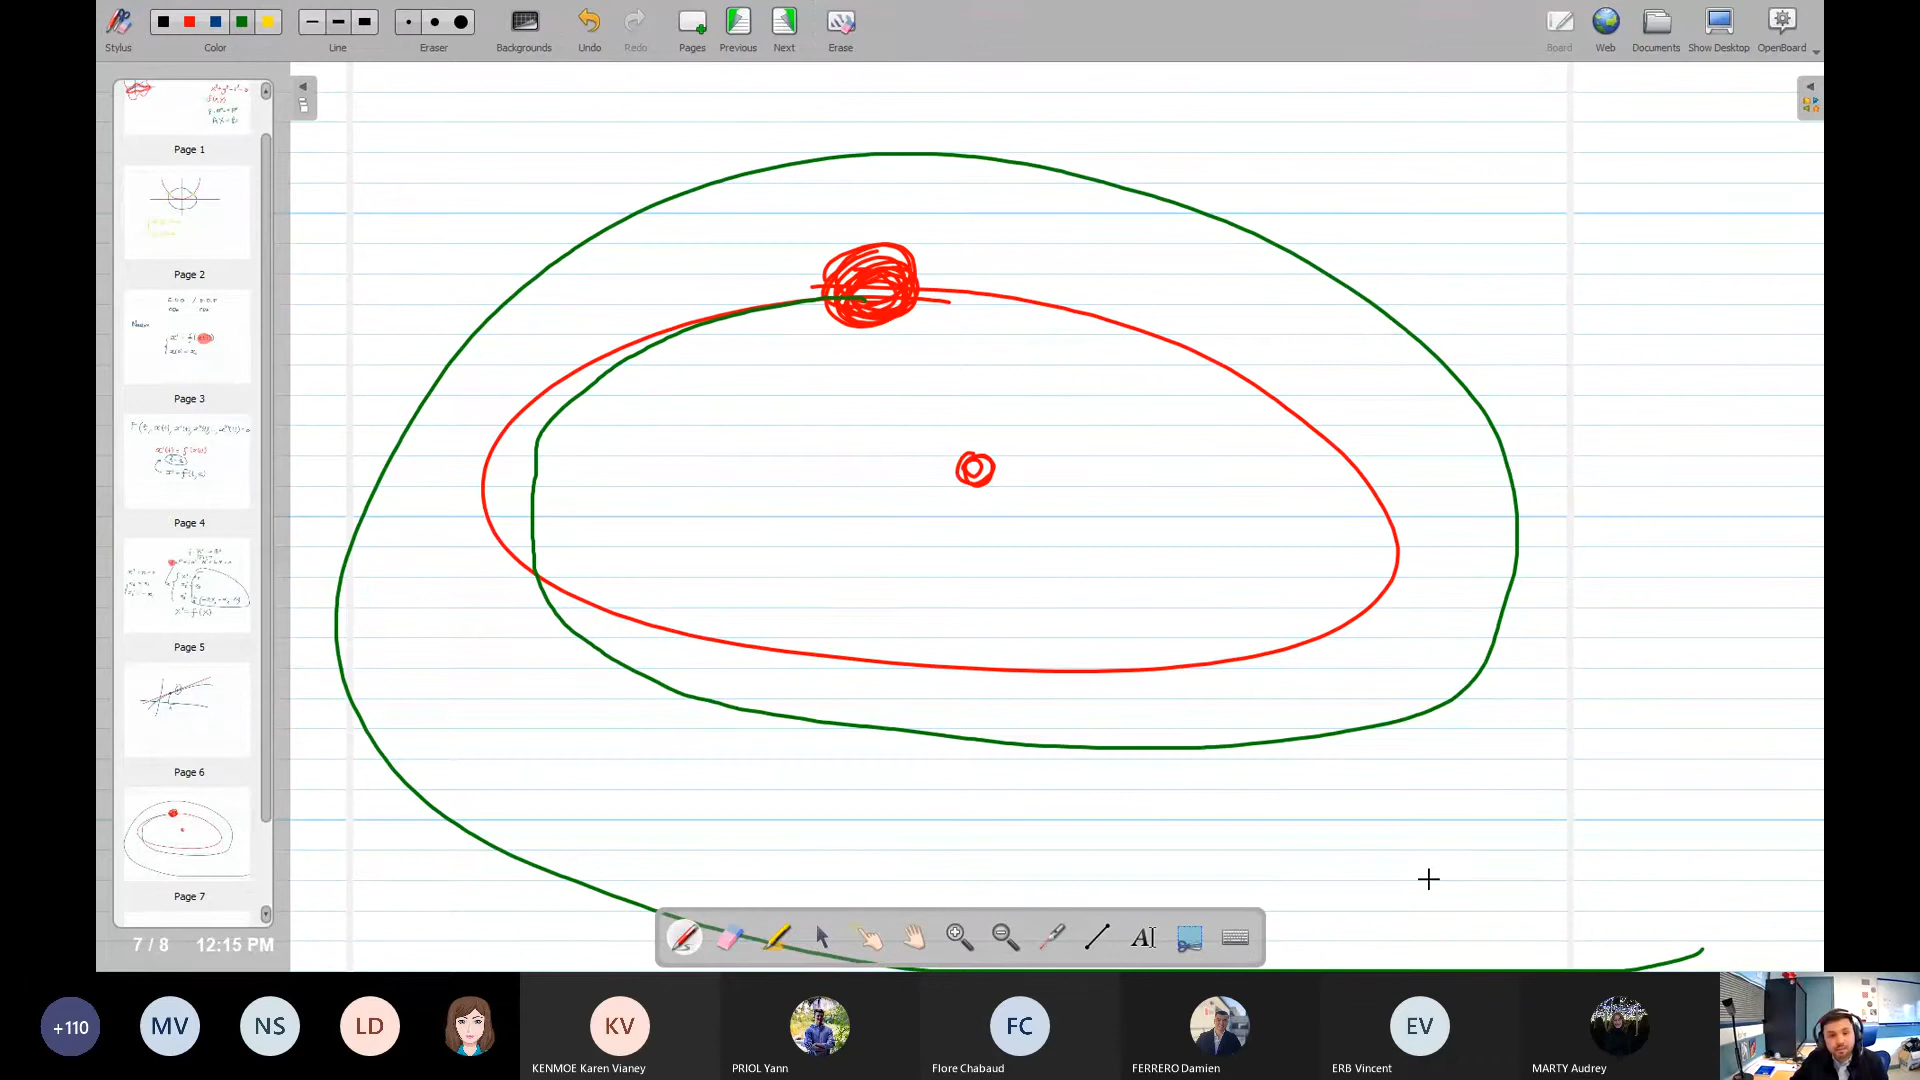 Stylus
Color
Line
Eraser
Backgrounds
Undo
Redo
Pages
Previous
Next
Erase
Board
Web
Documents
Show Desktop
OpenBoard
Page 1
Page 2
Page 3
Page 4
Page 5
Page 6
Page 7
7 / 8
12:15 PM
+110
MV
NS
LD
KV
KENMOE Karen Vianey
PRIOL Yann
FC
Flore Chabaud
FERRERO Damien
EV
ERB Vincent
MARTY Audrey